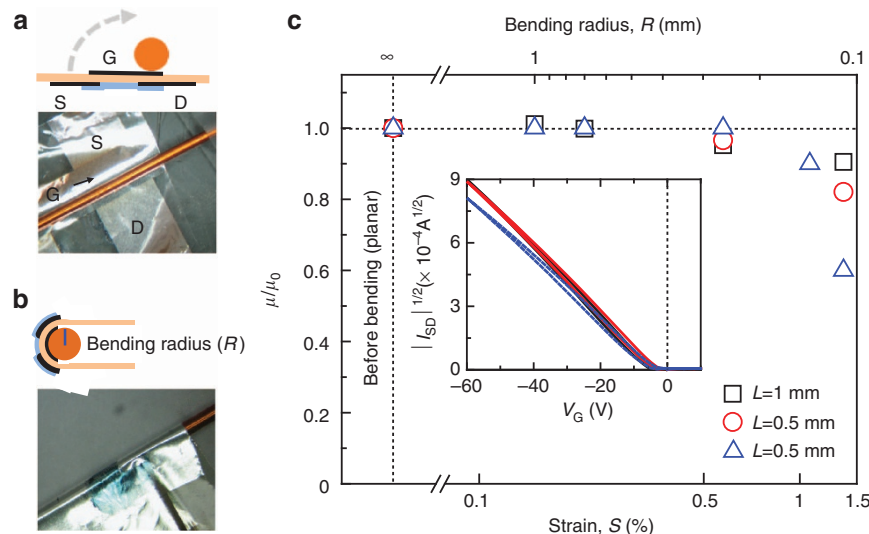 a
G
S
D
S
G
D
b
Bending radius (R)
c
Bending radius, R (mm)
∞
1
0.1
μ/μ0
1.0
0.8
0.6
0.4
0.2
0
Before bending (planar)
| ISD | 1/2 (× 10−4A1/2)
9
6
3
0
−60
−40
−20
0
VG (V)
L=1 mm
L=0.5 mm
L=0.5 mm
0.1
0.5
1
1.5
Strain, S (%)